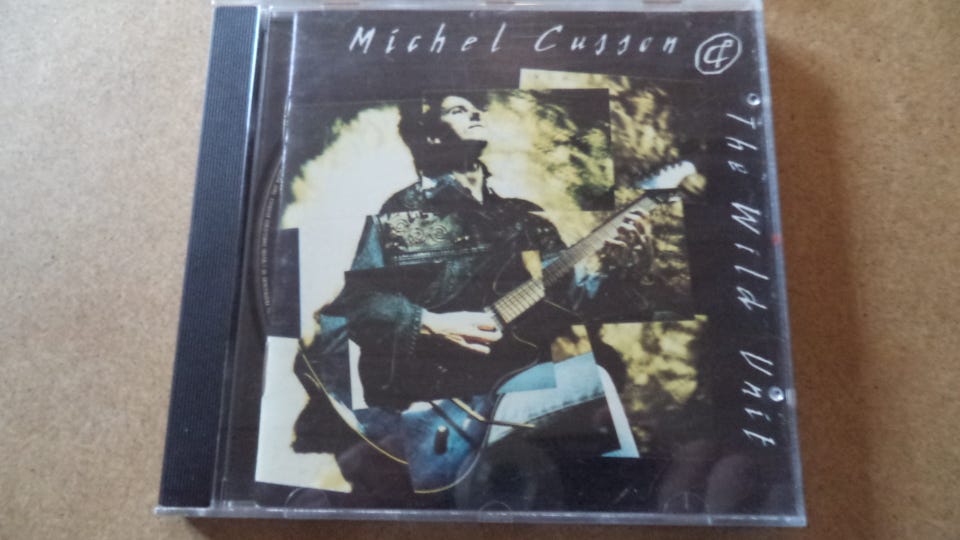 Michel Cusson &
The Wild Unit